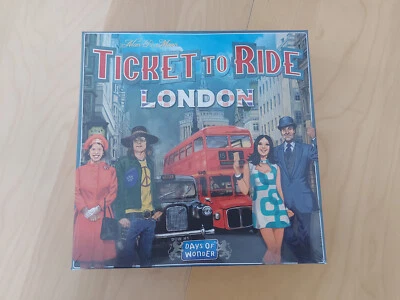 TICKET TO RIDE
LONDON
DAYS OF
WONDER